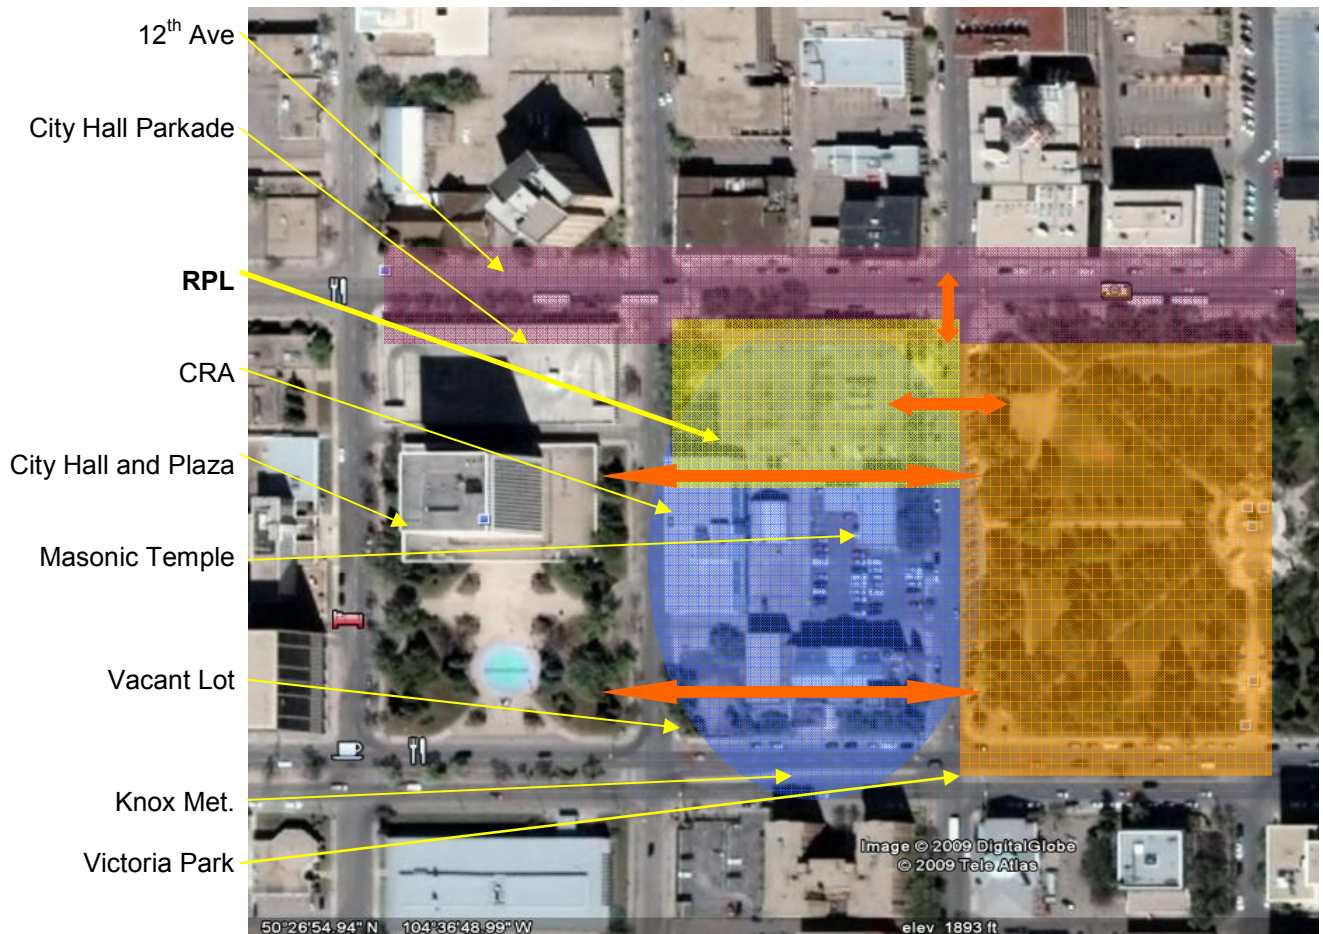 12th Ave
City Hall Parkade
RPL
CRA
City Hall and Plaza
Masonic Temple
Vacant Lot
Knox Met.
Victoria Park
Image © 2009 DigitalGlobe
© 2009 Tele Atlas
50°26'54.94" N 104°36'48.99" W elev 1893 ft